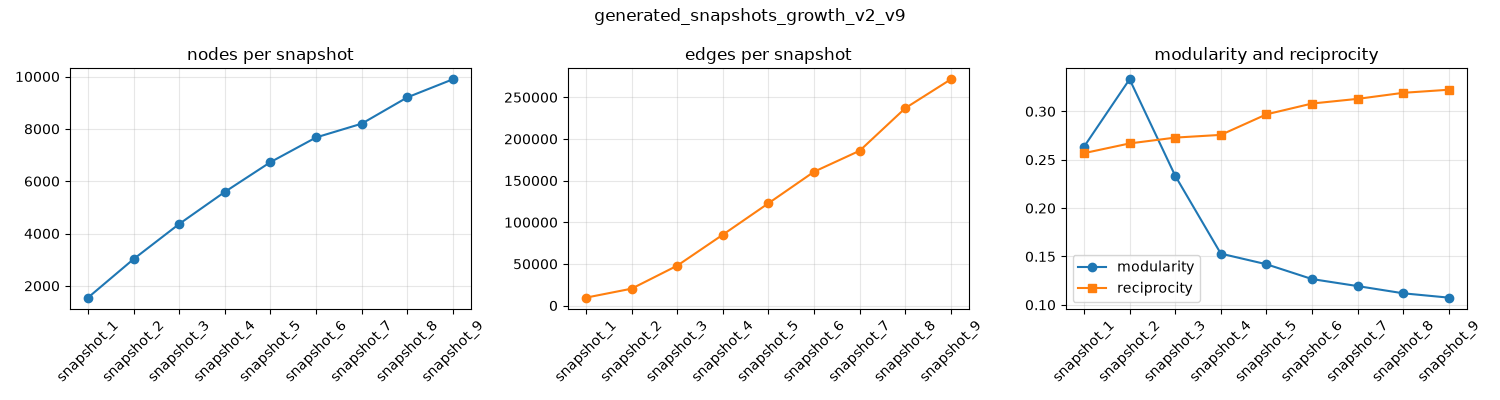 generated_snapshots_growth_v2_v9
nodes per snapshot
10000
8000
6000
4000
2000
snapshot_1
snapshot_2
snapshot_3
snapshot_4
snapshot_5
snapshot_6
snapshot_7
snapshot_8
snapshot_9
edges per snapshot
250000
200000
150000
100000
50000
0
snapshot_1
snapshot_2
snapshot_3
snapshot_4
snapshot_5
snapshot_6
snapshot_7
snapshot_8
snapshot_9
modularity and reciprocity
0.30
0.25
0.20
0.15
0.10
modularity
reciprocity
snapshot_1
snapshot_2
snapshot_3
snapshot_4
snapshot_5
snapshot_6
snapshot_7
snapshot_8
snapshot_9